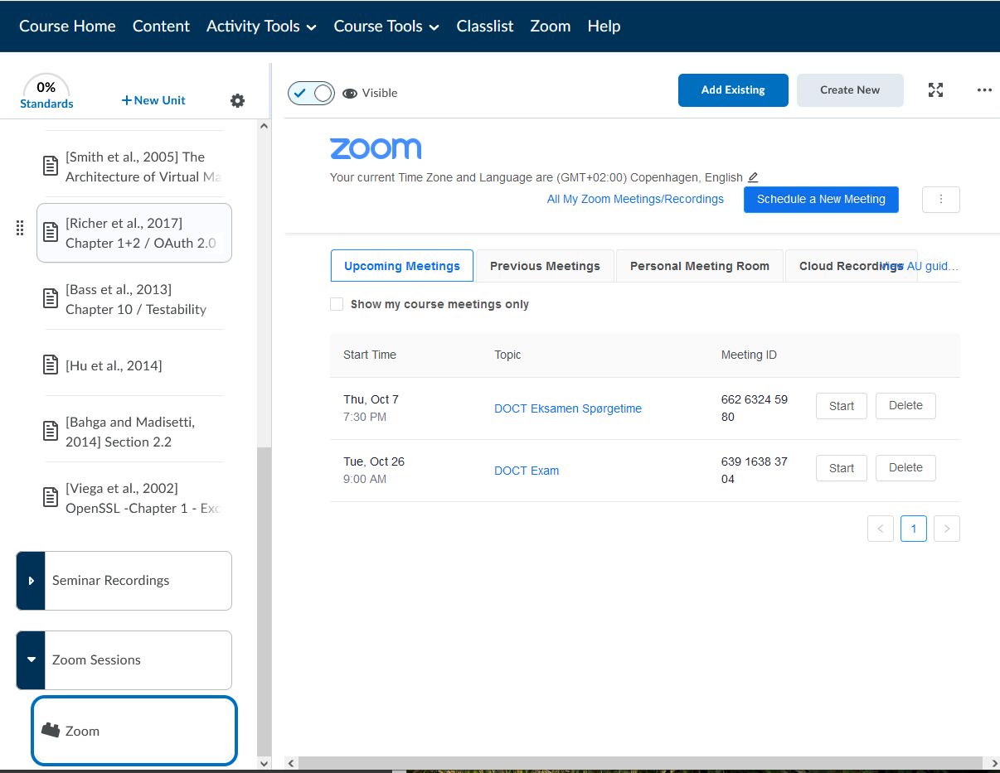 Course Home Content Activity Tools Course Tools Classlist Zoom Help
0%
Standards
+ New Unit
[Smith et al., 2005] The
Architecture of Virtual Ma
[Richer et al., 2017]
Chapter 1+2 / OAuth 2.0
[Bass et al., 2013]
Chapter 10 / Testability
[Hu et al., 2014]
[Bahga and Madisetti,
2014] Section 2.2
[Viega et al., 2002]
OpenSSL -Chapter 1 - Exc
Seminar Recordings
Zoom Sessions
Zoom
Visible
Add Existing
Create New
zoom
Your current Time Zone and Language are (GMT+02:00) Copenhagen, English
All My Zoom Meetings/Recordings
Schedule a New Meeting
Upcoming Meetings Previous Meetings Personal Meeting Room Cloud Recordings View AU guid...
Show my course meetings only
Start Time Topic Meeting ID
Thu, Oct 7
7:30 PM
DOCT Eksamen Spørgetime
662 6324 59
80
Start Delete
Tue, Oct 26
9:00 AM
DOCT Exam
639 1638 37
04
Start Delete
< 1 >